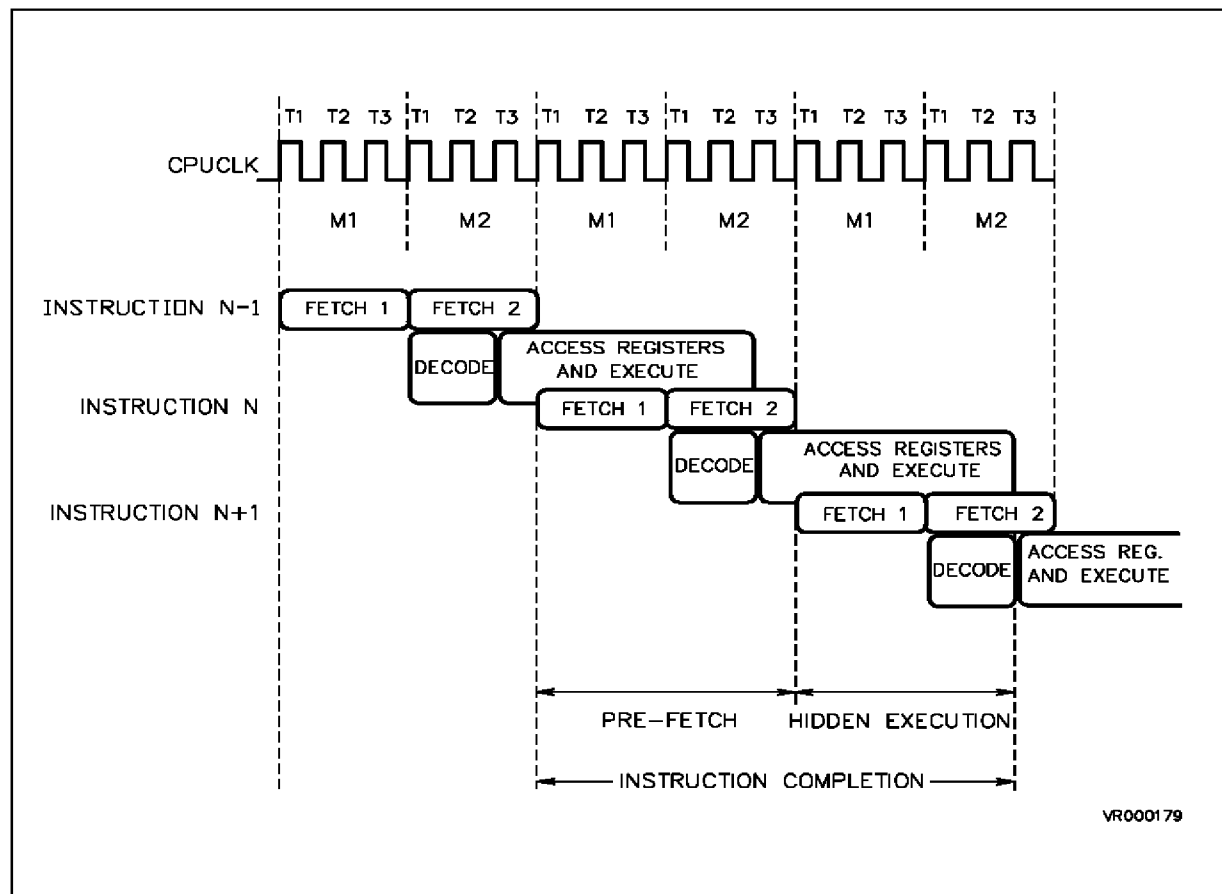 T1 T2 T3 T1 T2 T3 T1 T2 T3 T1 T2 T3 T1 T2 T3 T1 T2 T3
CPUCLK
M1 M2 M1 M2 M1 M2
INSTRUCTION N-1
FETCH 1 FETCH 2
DECODE
ACCESS REGISTERS
AND EXECUTE
INSTRUCTION N
FETCH 1 FETCH 2
DECODE
ACCESS REGISTERS
AND EXECUTE
INSTRUCTION N+1
FETCH 1 FETCH 2
DECODE
ACCESS REG.
AND EXECUTE
PRE-FETCH HIDDEN EXECUTION
INSTRUCTION COMPLETION
VR000179